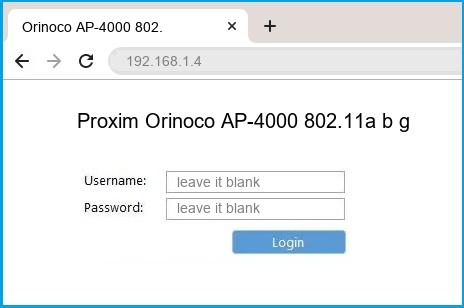 Orinoco AP-4000 802.
192.168.1.4
Proxim Orinoco AP-4000 802.11a b g
Username: leave it blank
Password: leave it blank
Login